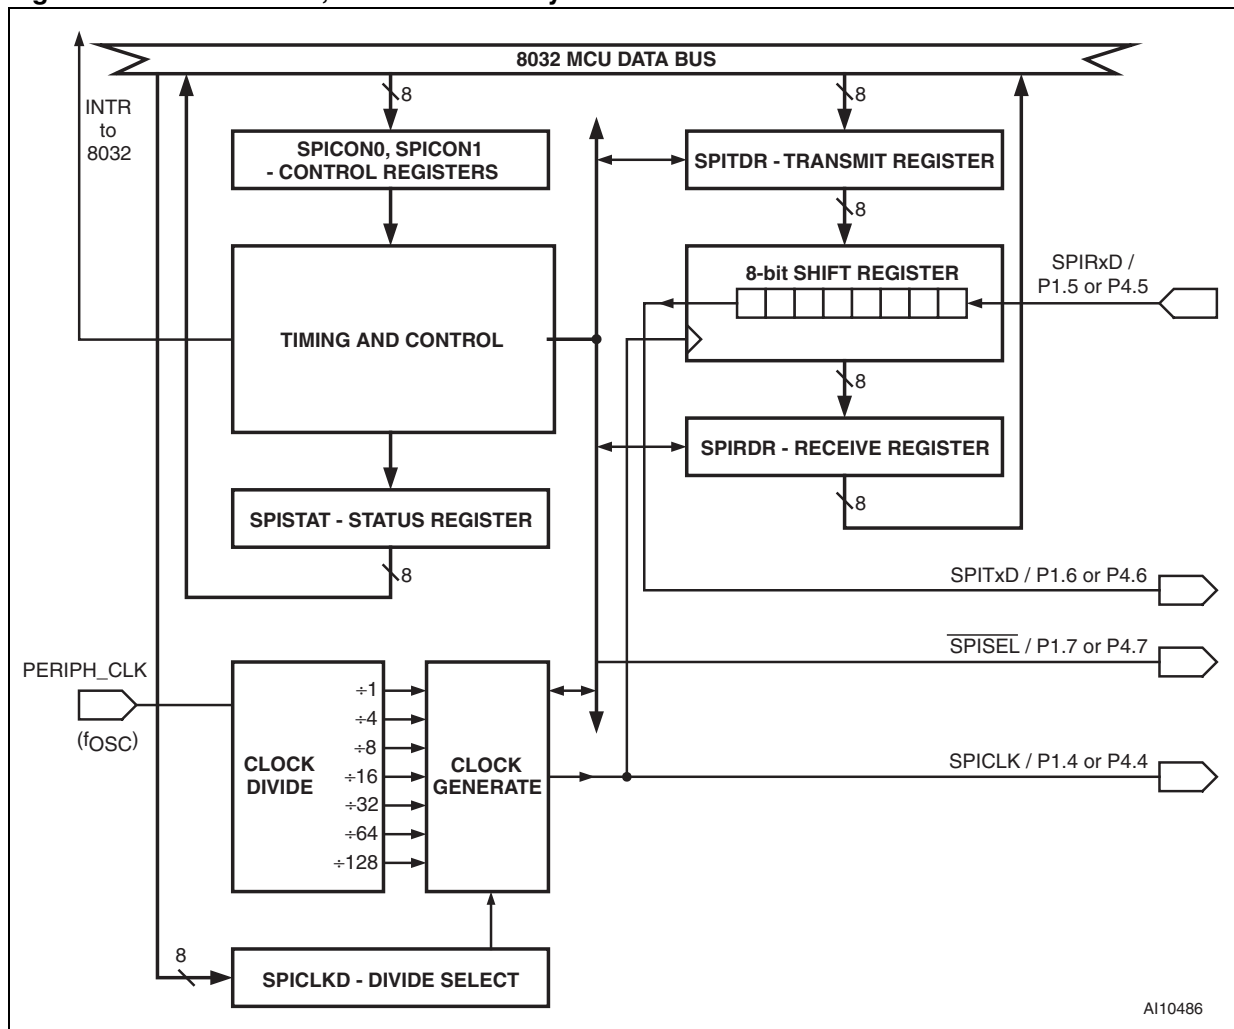 8032 MCU DATA BUS
INTR
to
8032
8
8
SPICON0, SPICON1
- CONTROL REGISTERS
SPITDR - TRANSMIT REGISTER
8
8-bit SHIFT REGISTER
SPIRxD /
P1.5 or P4.5
TIMING AND CONTROL
8
SPIRDR - RECEIVE REGISTER
8
SPISTAT - STATUS REGISTER
8
SPITxD / P1.6 or P4.6
SPISEL / P1.7 or P4.7
PERIPH_CLK
(fOSC)
÷1
÷4
÷8
÷16
÷32
÷64
÷128
CLOCK
DIVIDE
CLOCK
GENERATE
SPICLK / P1.4 or P4.4
8
SPICLKD - DIVIDE SELECT
AI10486